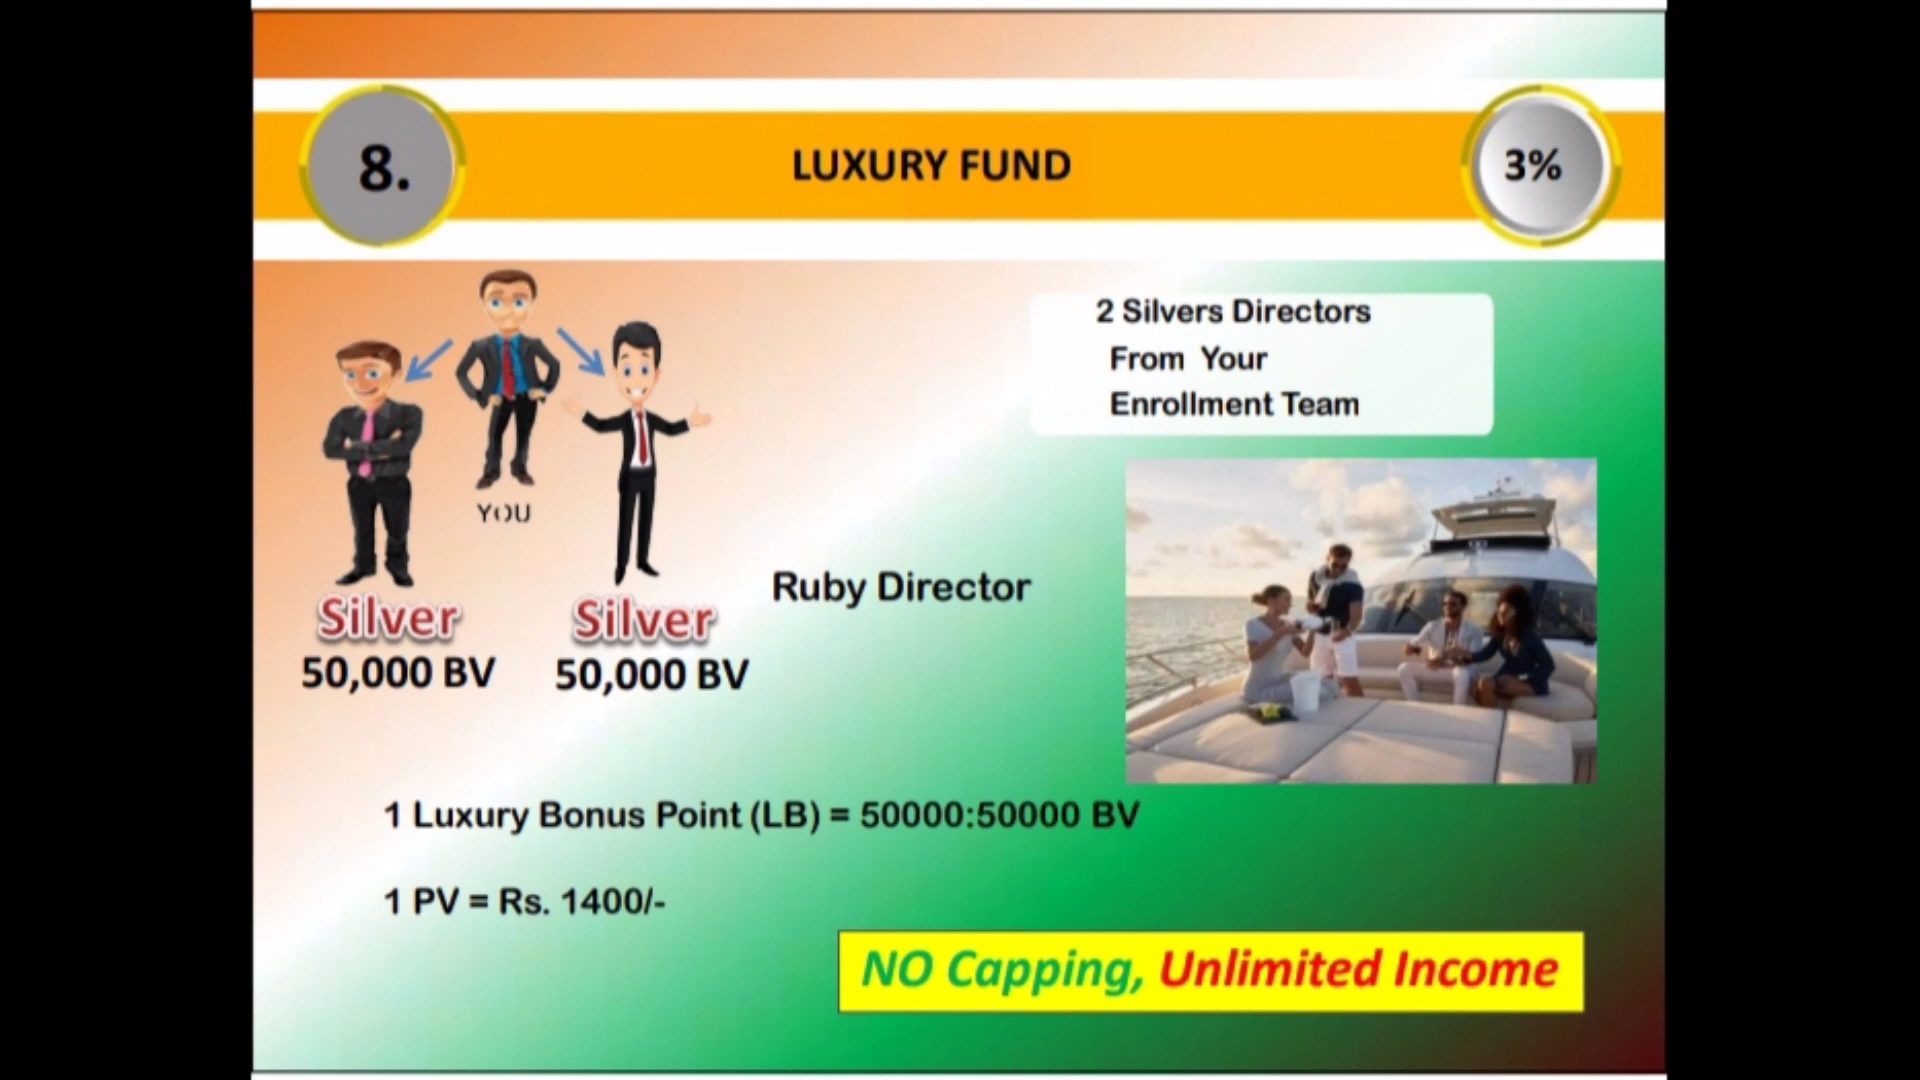 8.
LUXURY FUND
3%
2 Silvers Directors
From Your
Enrollment Team
YOU
Silver
50,000 BV
Silver
50,000 BV
Ruby Director
1 Luxury Bonus Point (LB) = 50000:50000 BV
1 PV = Rs. 1400/-
NO Capping, Unlimited Income